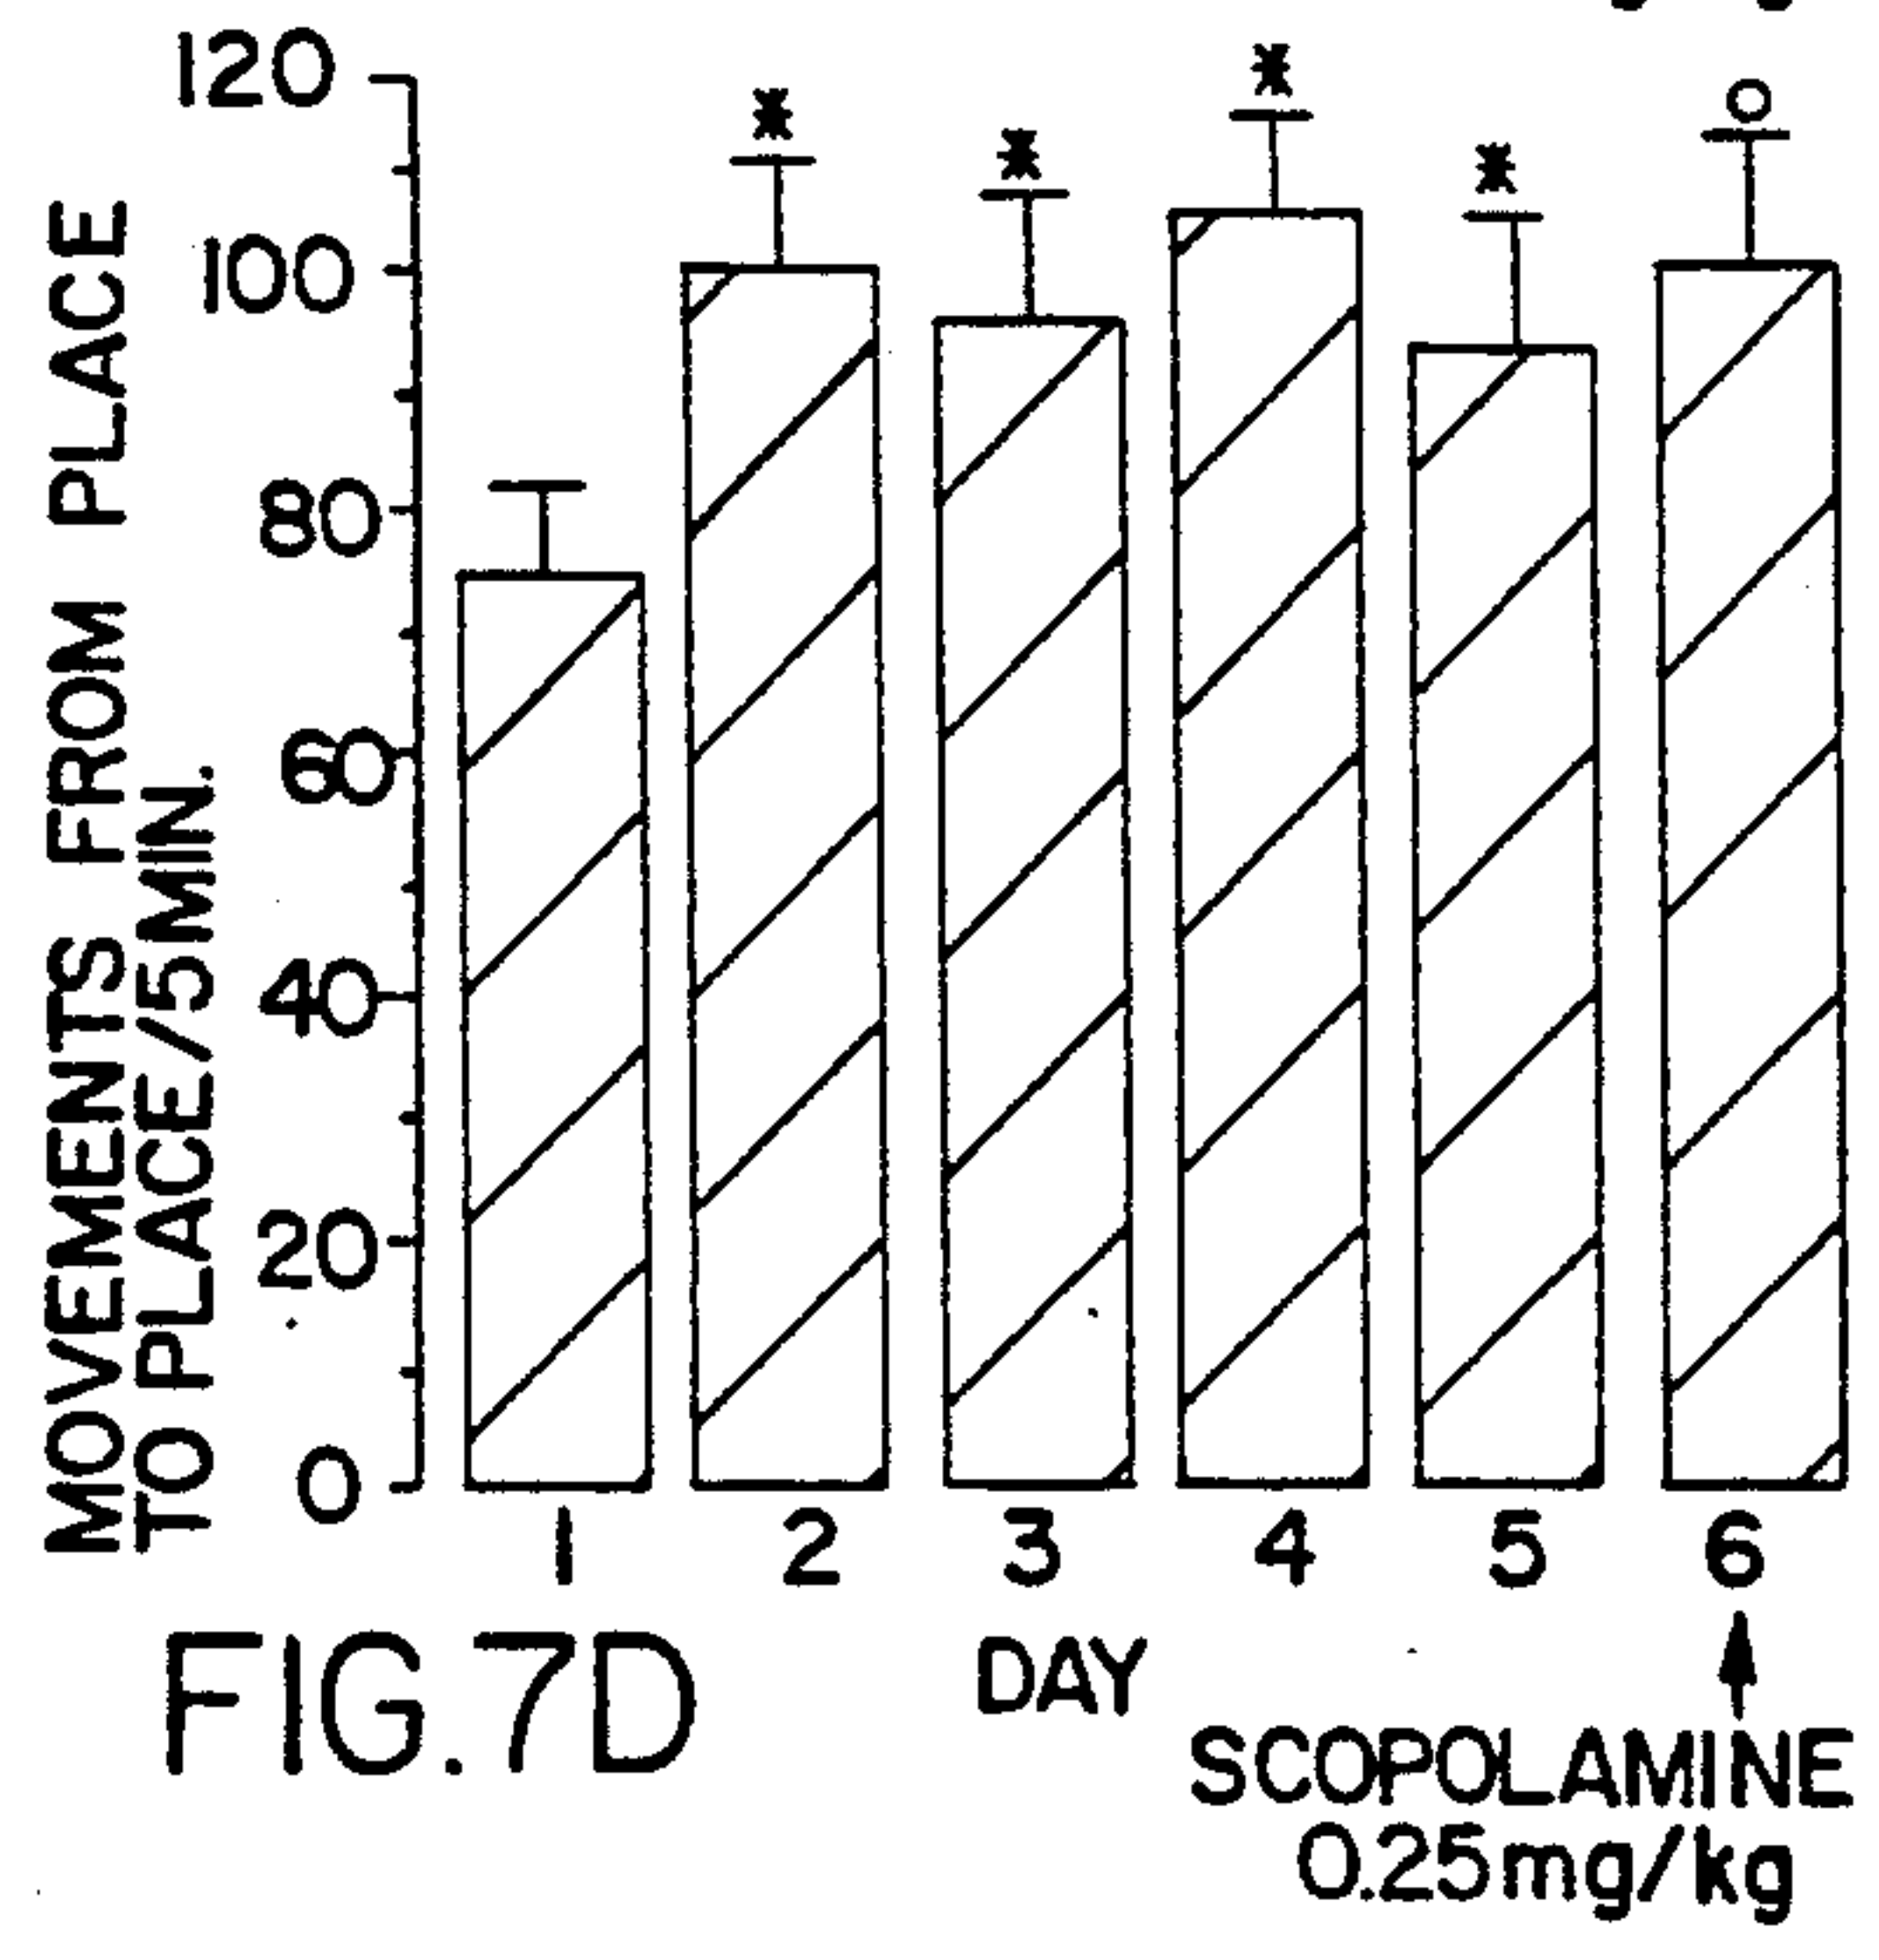 MOVEMENTS FROM PLACE
TO PLACE/5MIN.
120
100
80
60
40
20
0
*
*
*
*
o
1 2 3 4 5 6
DAY
SCOPOLAMINE
0.25mg/kg
FIG.7D